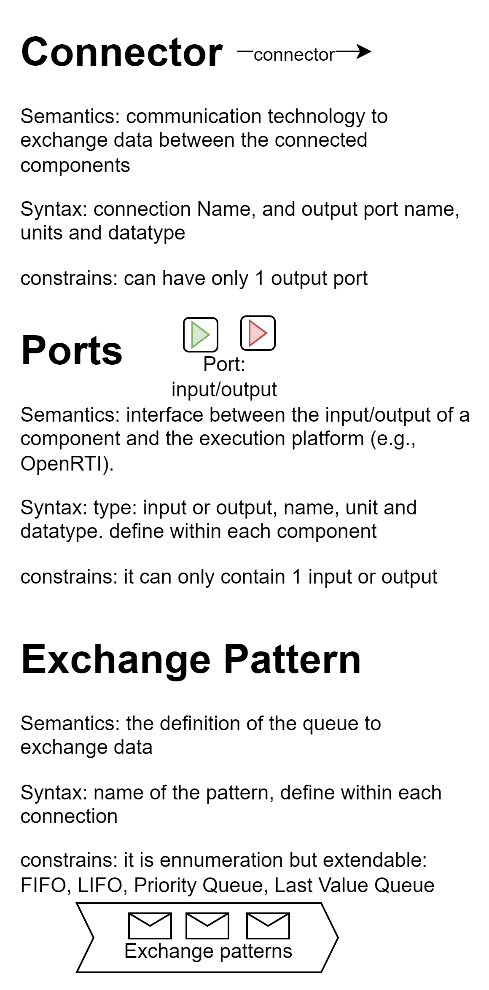 Connector
connector
Semantics: communication technology to
exchange data between the connected
components
Syntax: connection Name, and output port name,
units and datatype
constrains: can have only 1 output port
Ports
Port:
input/output
Semantics: interface between the input/output of a
component and the execution platform (e.g.,
OpenRTI).
Syntax: type: input or output, name, unit and
datatype. define within each component
constrains: it can only contain 1 input or output
Exchange Pattern
Semantics: the definition of the queue to
exchange data
Syntax: name of the pattern, define within each
connection
constrains: it is ennumeration but extendable:
FIFO, LIFO, Priority Queue, Last Value Queue
Exchange patterns